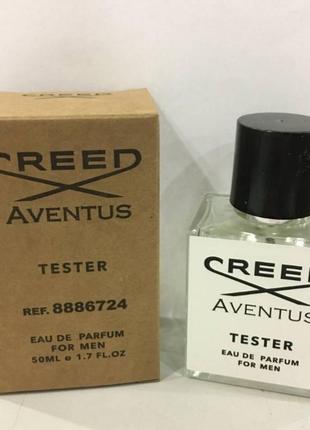 CREED
AVENTUS
TESTER
REF. 8886724
EAU DE PARFUM
FOR MEN
50ML e 1.7 FL.OZ
CREED
AVENTUS
TESTER
EAU DE PARFUM
FOR MEN